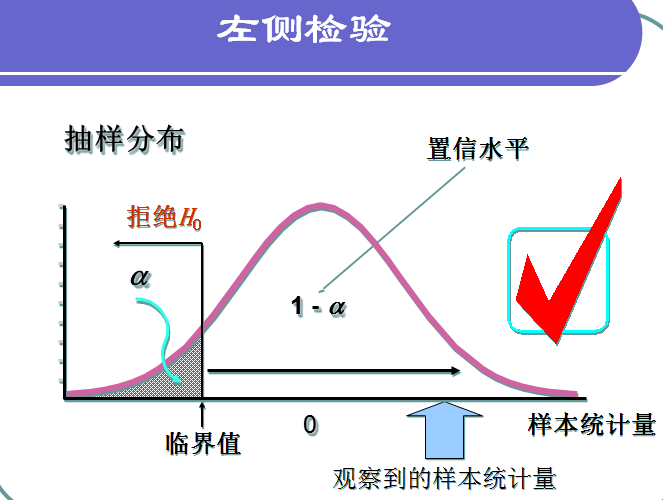 左侧检验
抽样分布
置信水平
拒绝H0
α
1 - α
临界值
0
样本统计量
观察到的样本统计量